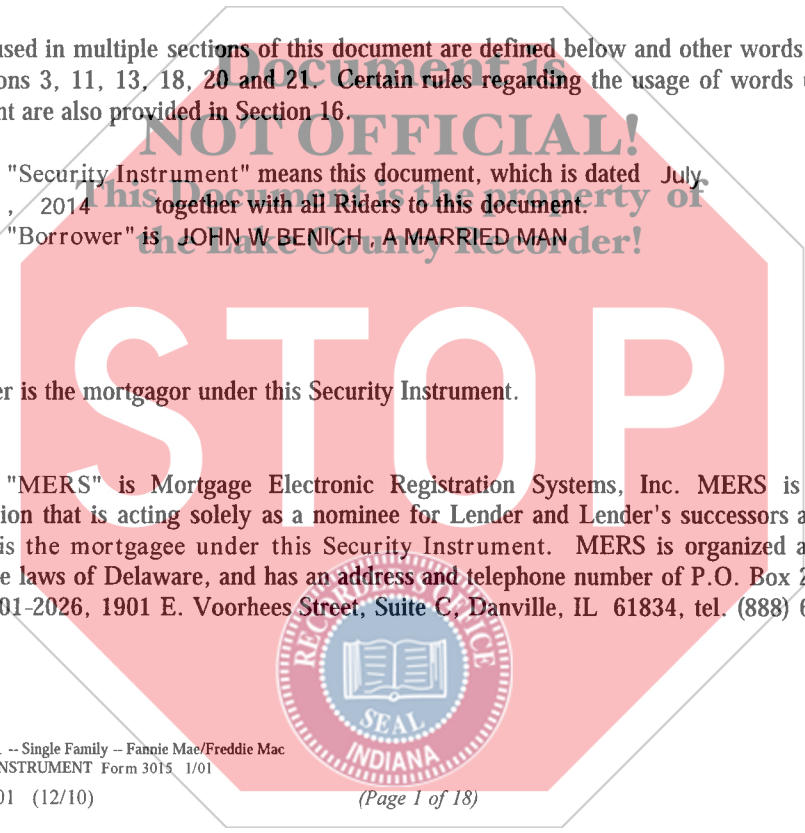 used in multiple sections of this document are defined below and other words
ons 3, 11, 13, 18, 20 and 21. Certain rules regarding the usage of words
nt are also provided in Section 16.
Document is
NOT OFFICIAL!
This Document is the property of
the Lake County Recorder!
"Security Instrument" means this document, which is dated July
, 2014 together with all Riders to this document.
"Borrower" is JOHN W BENICH , A MARRIED MAN
STOP
er is the mortgagor under this Security Instrument.
"MERS" is Mortgage Electronic Registration Systems, Inc. MERS is
ion that is acting solely as a nominee for Lender and Lender's successors a
is the mortgagee under this Security Instrument. MERS is organized a
e laws of Delaware, and has an address and telephone number of P.O. Box 2
01-2026, 1901 E. Voorhees Street, Suite C, Danville, IL 61834, tel. (888) 6
RECORDER'S OFFICE
SEAL
INDIANA
-- Single Family -- Fannie Mae/Freddie Mac
NSTRUMENT Form 3015 1/01
01 (12/10)
(Page 1 of 18)